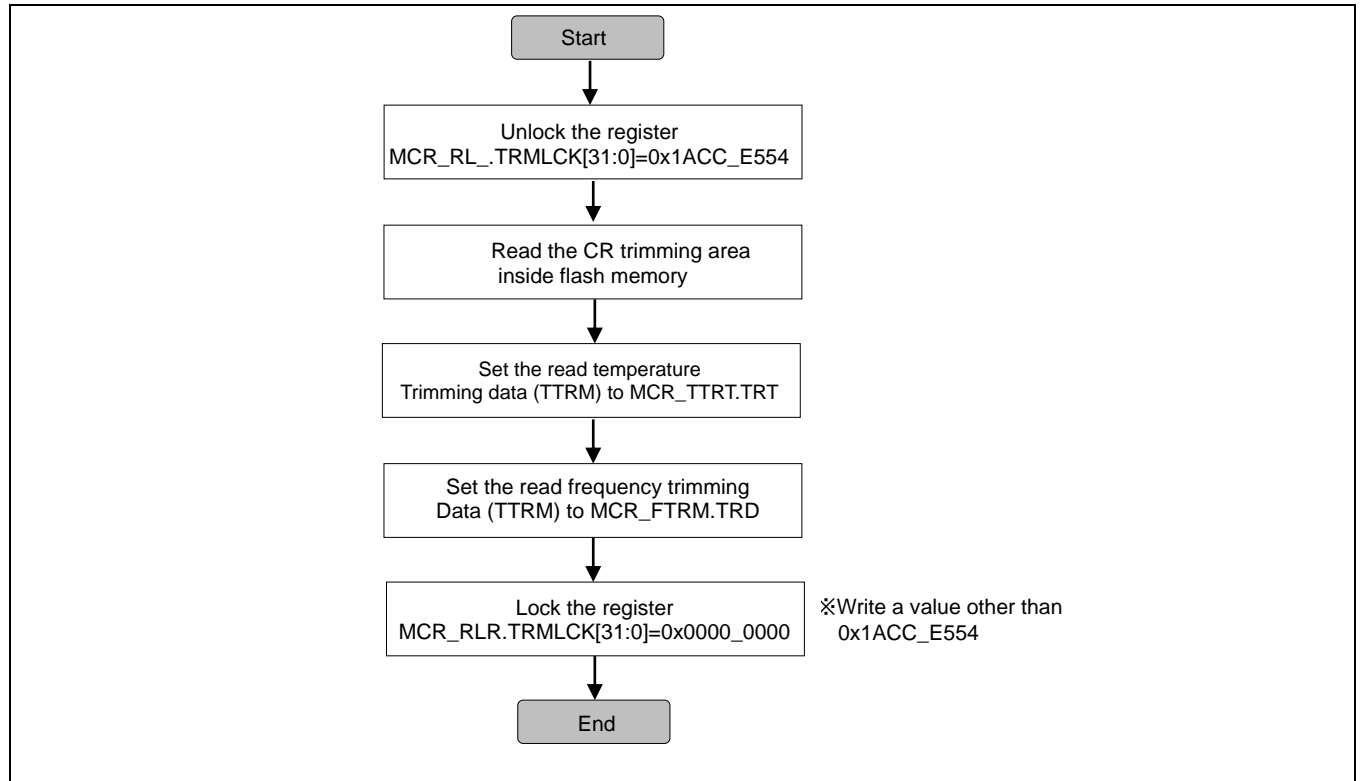 Start
Unlock the register
MCR_RL_.TRMLCK[31:0]=0x1ACC_E554
Read the CR trimming area
inside flash memory
Set the read temperature
Trimming data (TTRM) to MCR_TTRT.TRT
Set the read frequency trimming
Data (TTRM) to MCR_FTRM.TRD
Lock the register
MCR_RLR.TRMLCK[31:0]=0x0000_0000
※Write a value other than
0x1ACC_E554
End